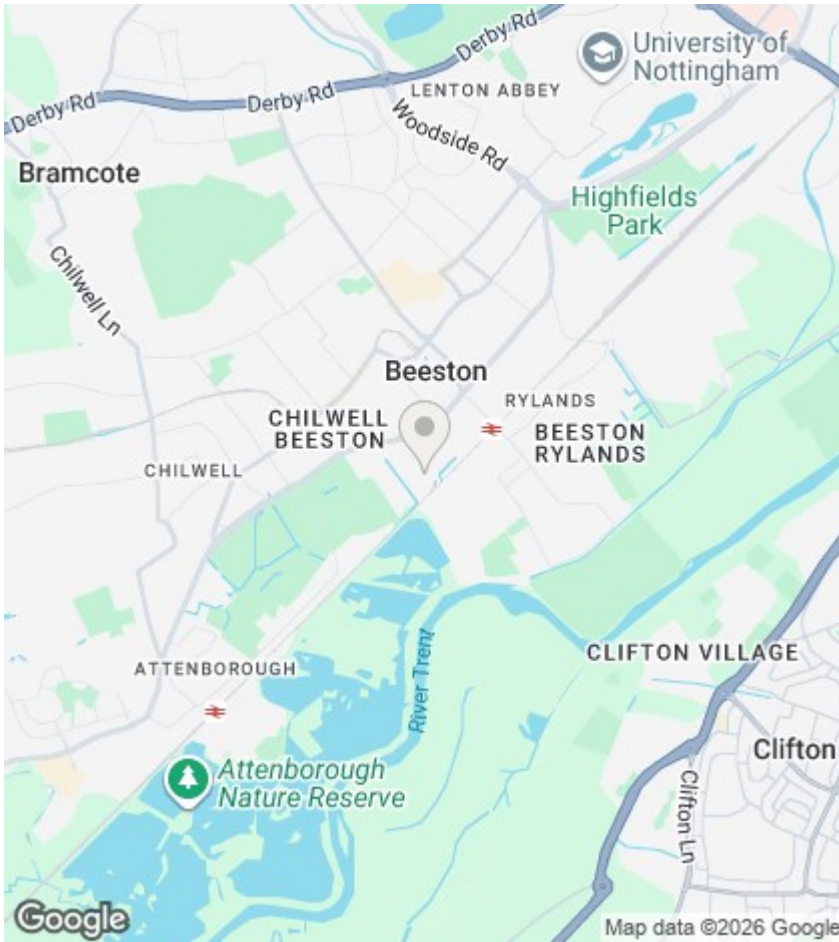 Derby Rd
University of
Nottingham
LENTON ABBEY
Derby Rd
Derby Rd
Woodside Rd
Bramcote
Highfields
Park
Chilwell Ln
Beeston
RYLANDS
CHILWELL
BEESTON
BEESTON
RYLANDS
CHILWELL
River Trent
CLIFTON VILLAGE
ATTENBOROUGH
Clifton
Attenborough
Nature Reserve
Clifton Ln
Google
Map data ©2026 Google